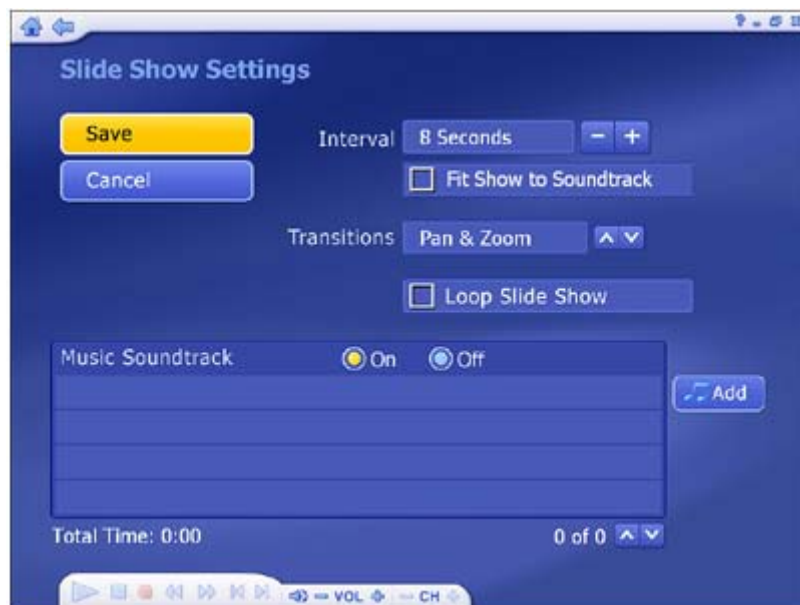 Slide Show Settings
Save
Cancel
Interval 8 Seconds - +
Fit Show to Soundtrack
Transitions Pan & Zoom
Loop Slide Show
Music Soundtrack On Off
Add
Total Time: 0:00 0 of 0
- VOL + - CH +